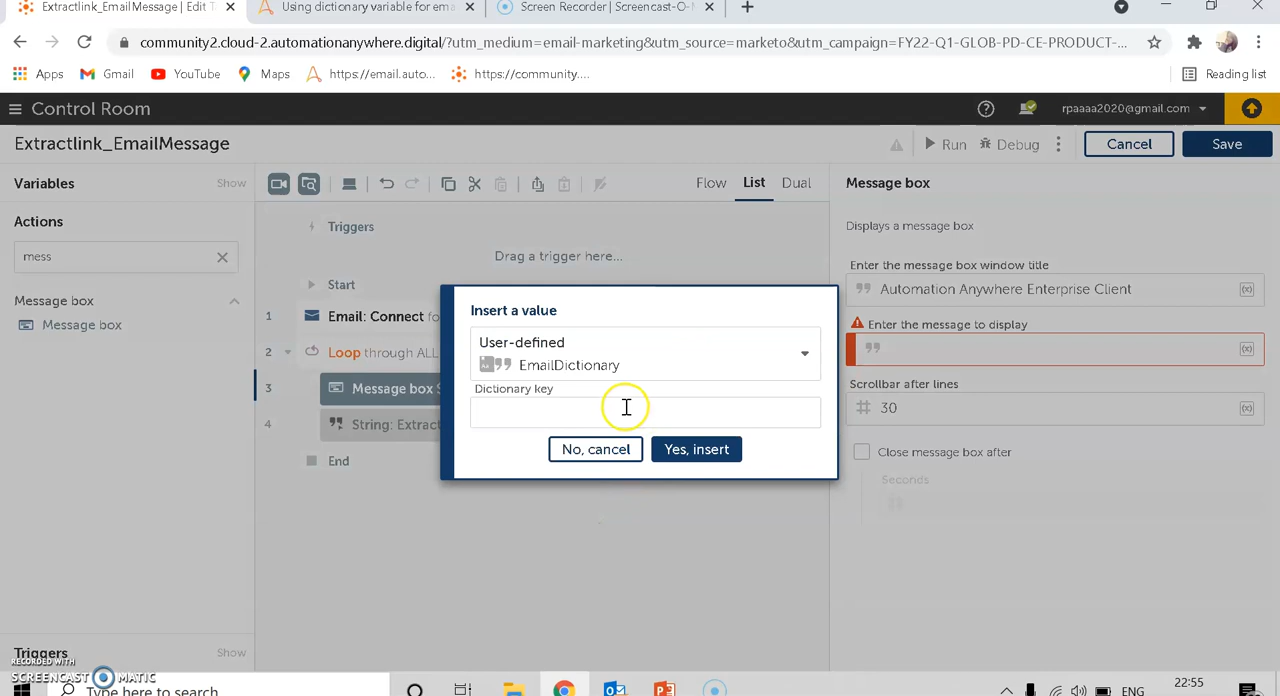 Extractlink_EmailMessage | Edit T
Using dictionary variable for ema
Screen Recorder | Screencast-O-M
community2.cloud-2.automationanywhere.digital/?utm_medium=email-marketing&utm_source=marketo&utm_campaign=FY22-Q1-GLOB-PD-CE-PRODUCT-...
Apps Gmail YouTube Maps https://email.auto... https://community.... Reading list
Control Room rpaaaa2020@gmail.com
Extractlink_EmailMessage Run Debug Cancel Save
Variables Show Flow List Dual Message box
Actions Triggers Displays a message box
mess Drag a trigger here... Enter the message box window title
Start Automation Anywhere Enterprise Client
Message box
Message box
1 Email: Connect fo
2 Loop through ALL
3 Message box S
4 String: Extrac
End
Insert a value
User-defined
EmailDictionary
Dictionary key
No, cancel Yes, insert
Enter the message to display
Scrollbar after lines
30
Close message box after
Seconds
Triggers Show
RECORDED WITH
SCREENCAST MATIC
Type here to search
ENG 22:55